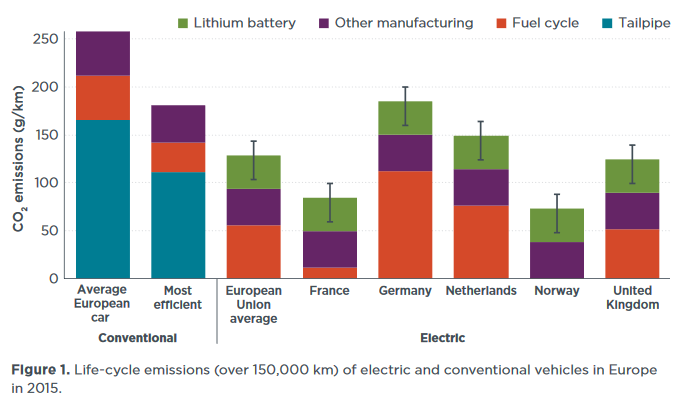 Lithium battery Other manufacturing Fuel cycle Tailpipe
CO2 emissions (g/km)
250
200
150
100
50
0
Average European car
Most efficient
European Union average
France
Germany
Netherlands
Norway
United Kingdom
Conventional
Electric
Figure 1. Life-cycle emissions (over 150,000 km) of electric and conventional vehicles in Europe
in 2015.